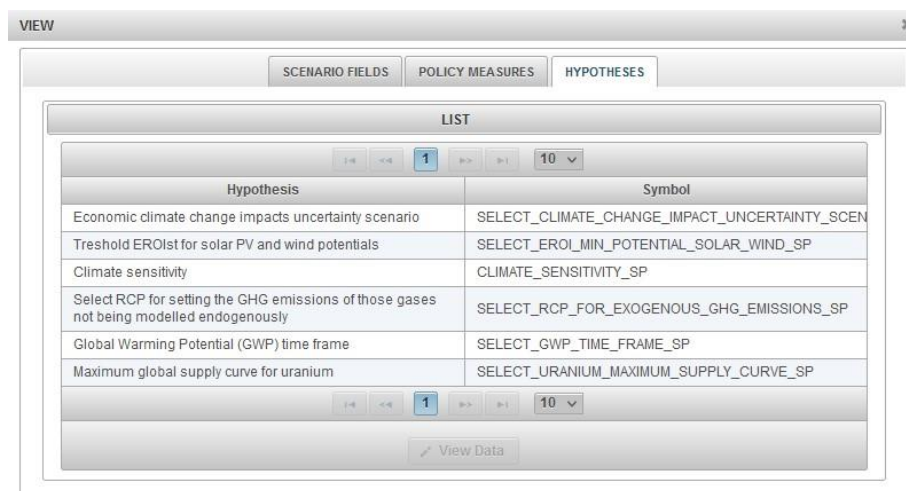 VIEW
SCENARIO FIELDS POLICY MEASURES HYPOTHESES
LIST
1 10
Hypothesis Symbol
Economic climate change impacts uncertainty scenario SELECT_CLIMATE_CHANGE_IMPACT_UNCERTAINTY_SCEN
Treshold EROIst for solar PV and wind potentials SELECT_EROI_MIN_POTENTIAL_SOLAR_WIND_SP
Climate sensitivity CLIMATE_SENSITIVITY_SP
Select RCP for setting the GHG emissions of those gases
not being modelled endogenously SELECT_RCP_FOR_EXOGENOUS_GHG_EMISSIONS_SP
Global Warming Potential (GWP) time frame SELECT_GWP_TIME_FRAME_SP
Maximum global supply curve for uranium SELECT_URANIUM_MAXIMUM_SUPPLY_CURVE_SP
1 10
View Data